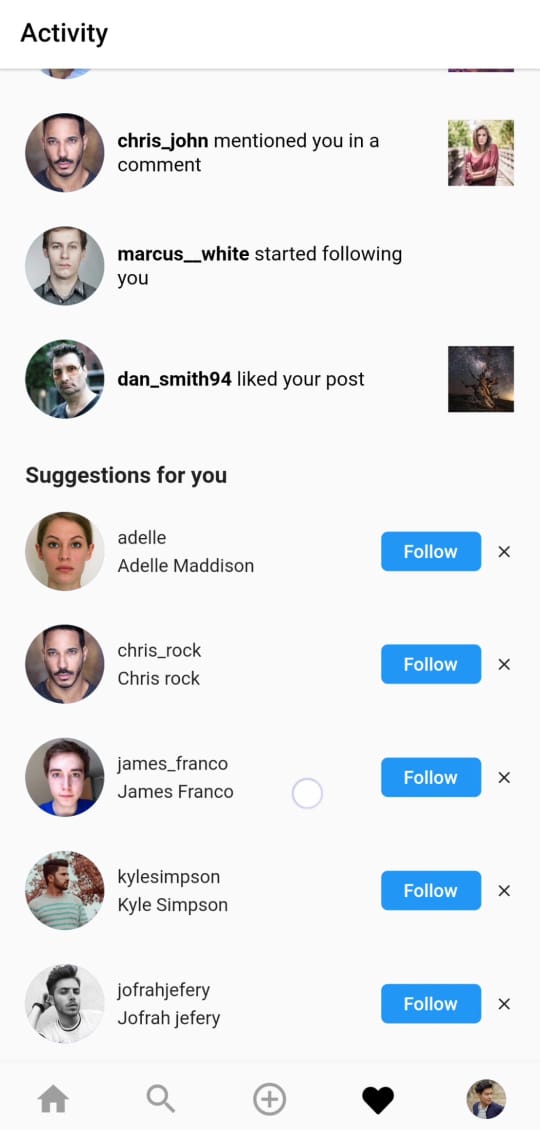 Activity
chris_john mentioned you in a
comment
marcus__white started following
you
dan_smith94 liked your post
Suggestions for you
adelle
Adelle Maddison
Follow
chris_rock
Chris rock
Follow
james_franco
James Franco
Follow
kylesimpson
Kyle Simpson
Follow
jofrahjefery
Jofrah jefery
Follow